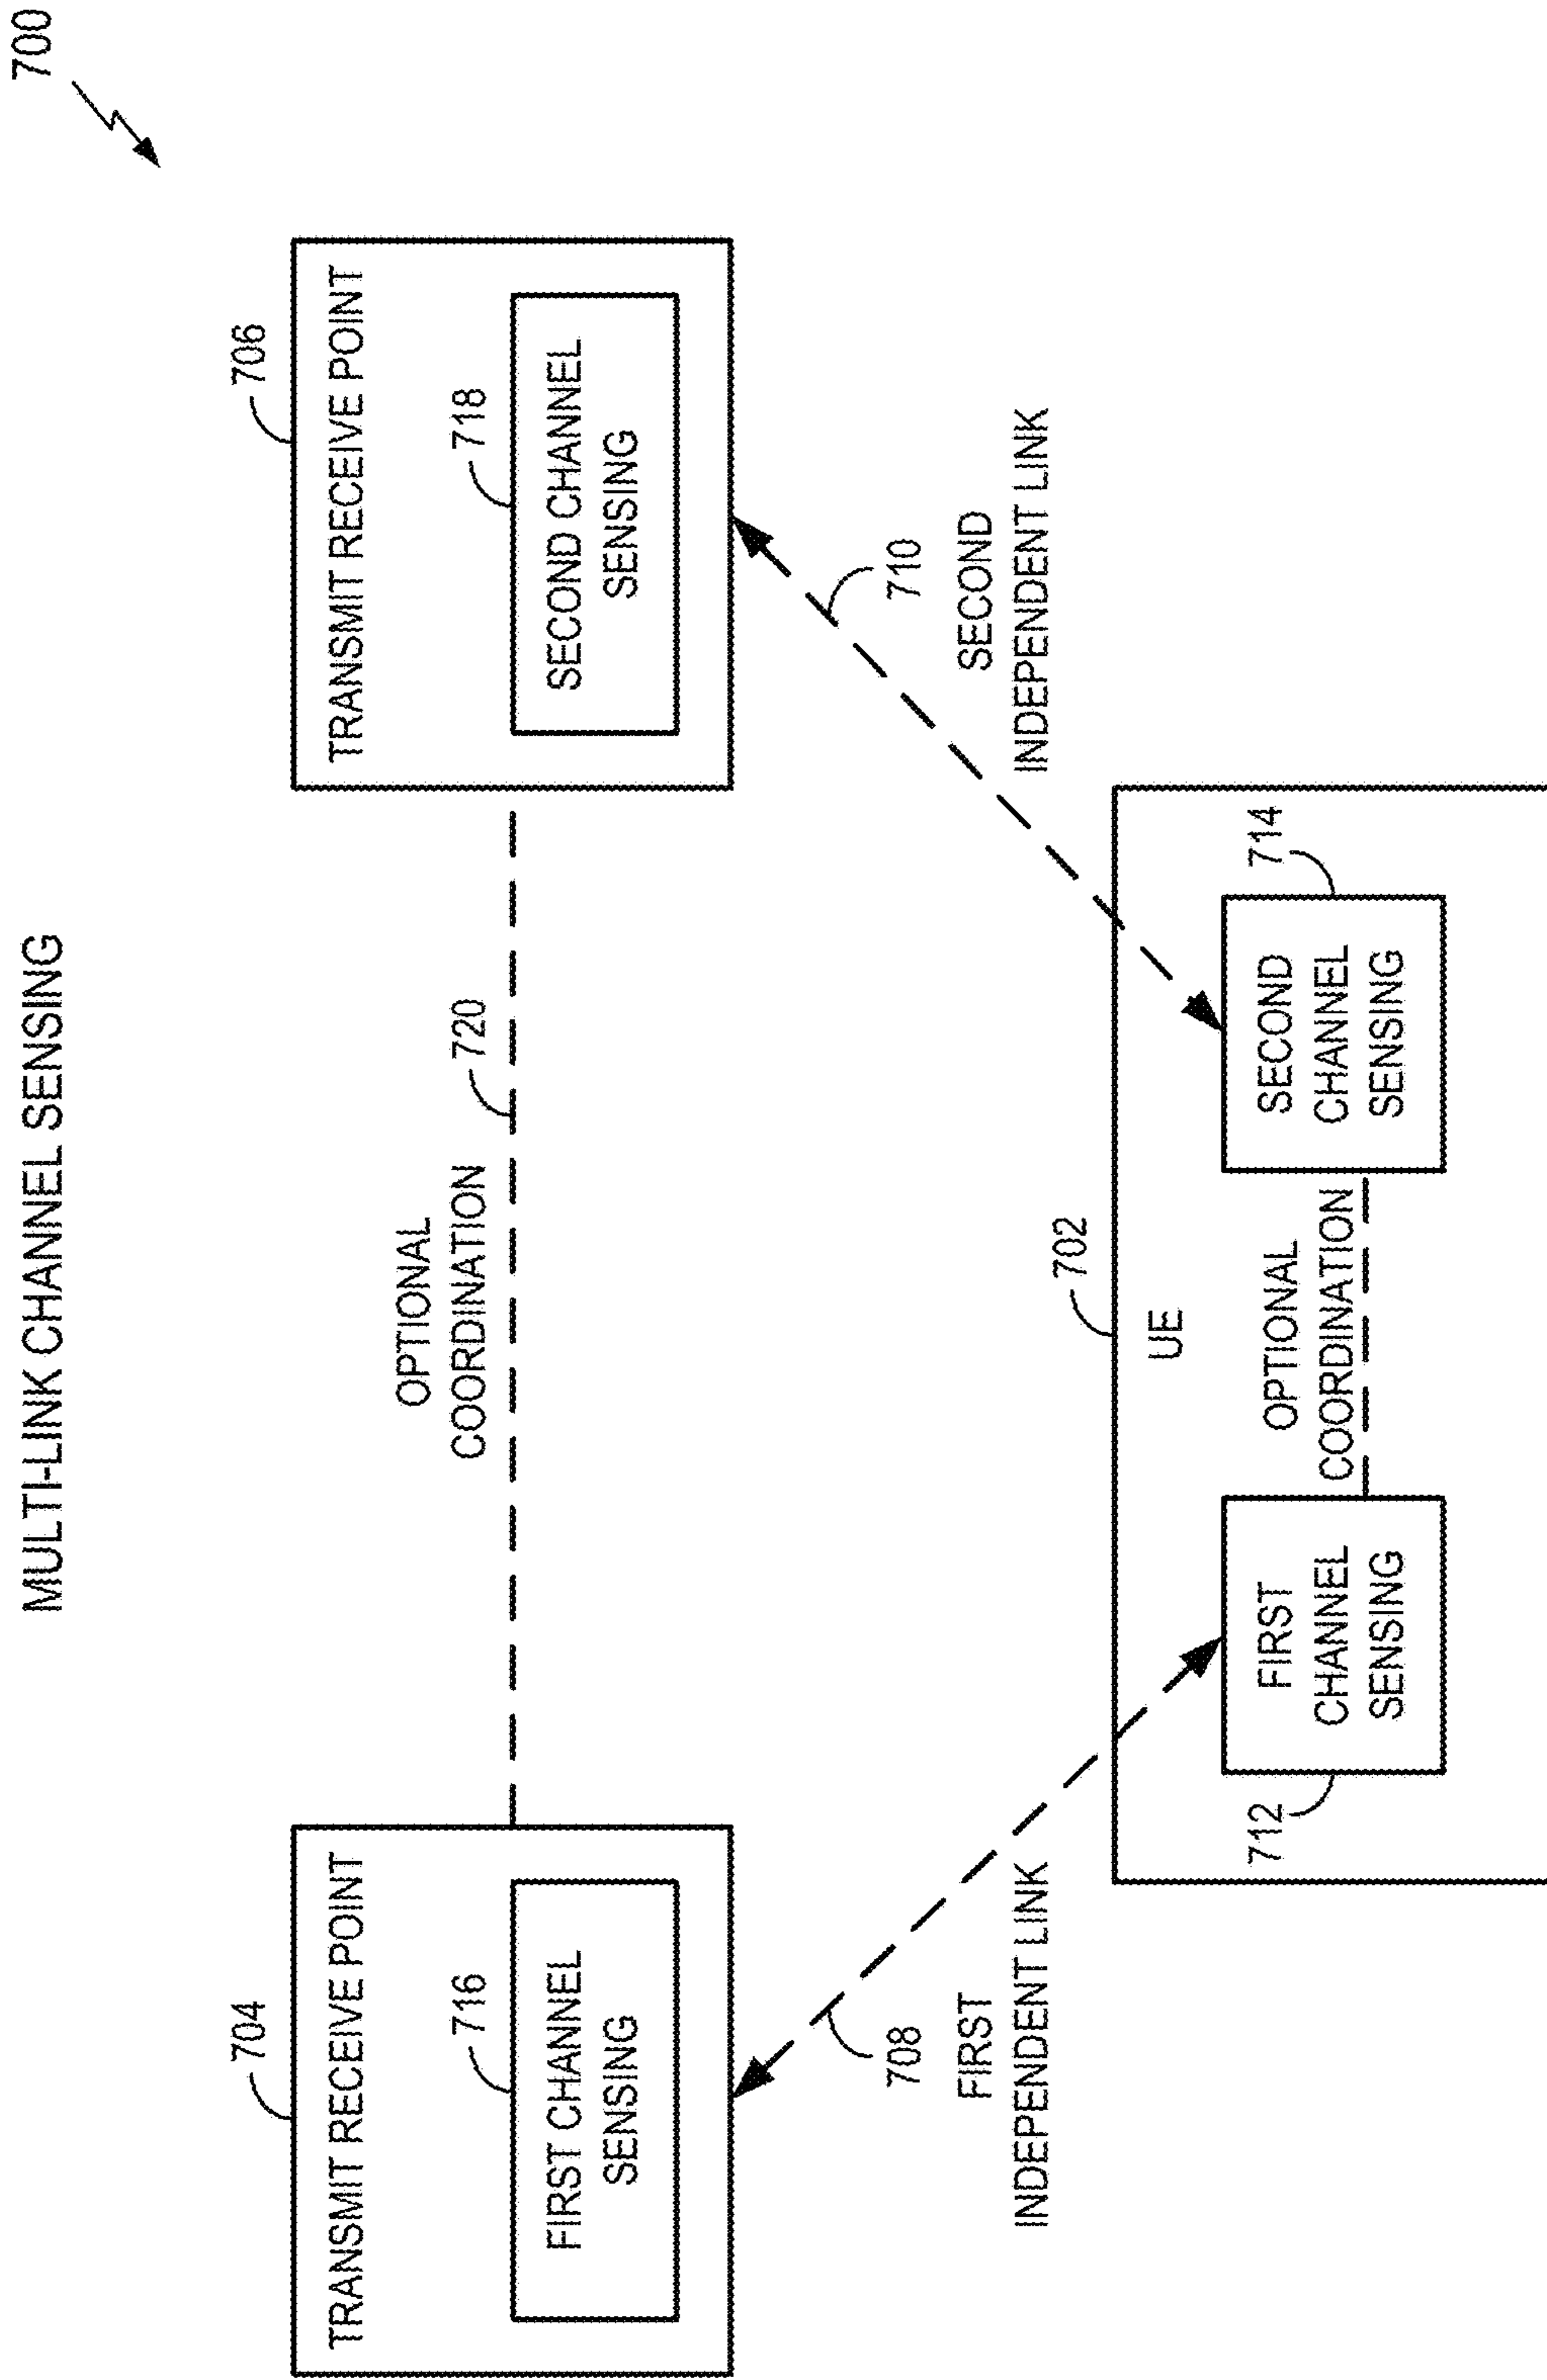 MULTI-LINK CHANNEL SENSING
700
704
TRANSMIT RECEIVE POINT
716
FIRST CHANNEL
SENSING
OPTIONAL
COORDINATION
720
706
TRANSMIT RECEIVE POINT
718
SECOND CHANNEL
SENSING
708
FIRST
INDEPENDENT LINK
710
SECOND
INDEPENDENT LINK
702
UE
712
FIRST
CHANNEL
SENSING
OPTIONAL
COORDINATION
714
SECOND
CHANNEL
SENSING